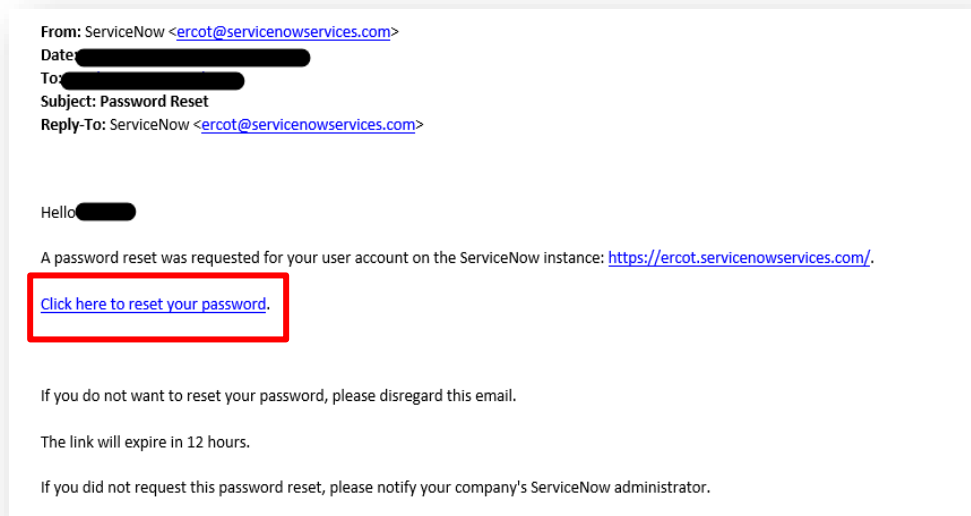 From: ServiceNow <ercot@servicenowservices.com>
Date:
To:
Subject: Password Reset
Reply-To: ServiceNow <ercot@servicenowservices.com>
Hello
A password reset was requested for your user account on the ServiceNow instance: https://ercot.servicenowservices.com/.
Click here to reset your password.
If you do not want to reset your password, please disregard this email.
The link will expire in 12 hours.
If you did not request this password reset, please notify your company's ServiceNow administrator.